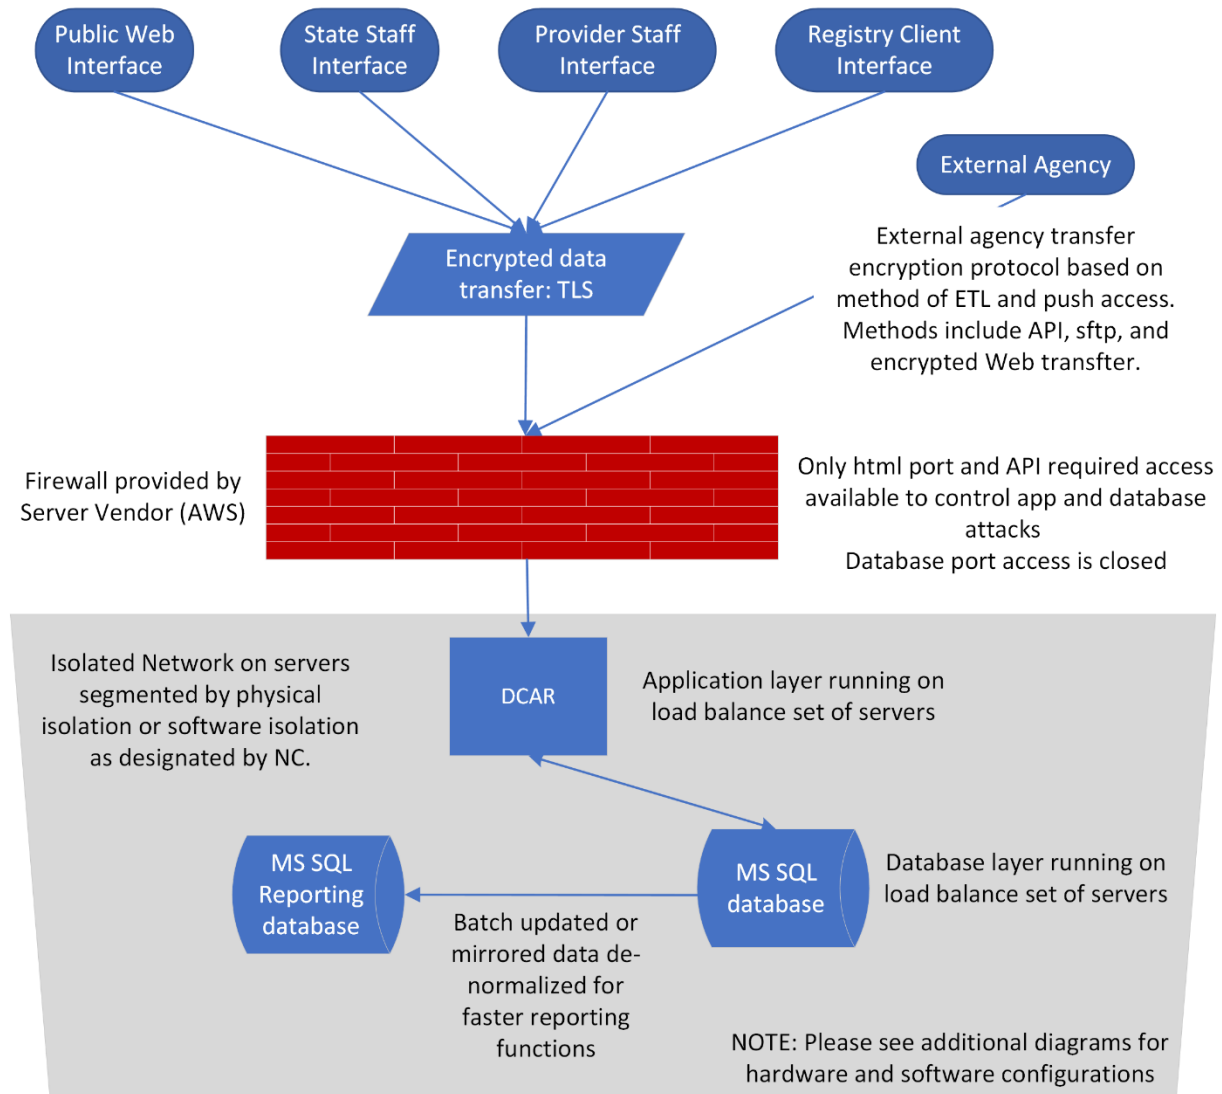 Public Web
Interface
State Staff
Interface
Provider Staff
Interface
Registry Client
Interface
External Agency
External agency transfer
encryption protocol based on
method of ETL and push access.
Methods include API, sftp, and
encrypted Web transfter.
Encrypted data
transfer: TLS
Firewall provided by
Server Vendor (AWS)
Only html port and API required access
available to control app and database
attacks
Database port access is closed
Isolated Network on servers
segmented by physical
isolation or software isolation
as designated by NC.
DCAR
Application layer running on
load balance set of servers
MS SQL
Reporting
database
MS SQL
database
Database layer running on
load balance set of servers
Batch updated or
mirrored data de-
normalized for
faster reporting
functions
NOTE: Please see additional diagrams for
hardware and software configurations